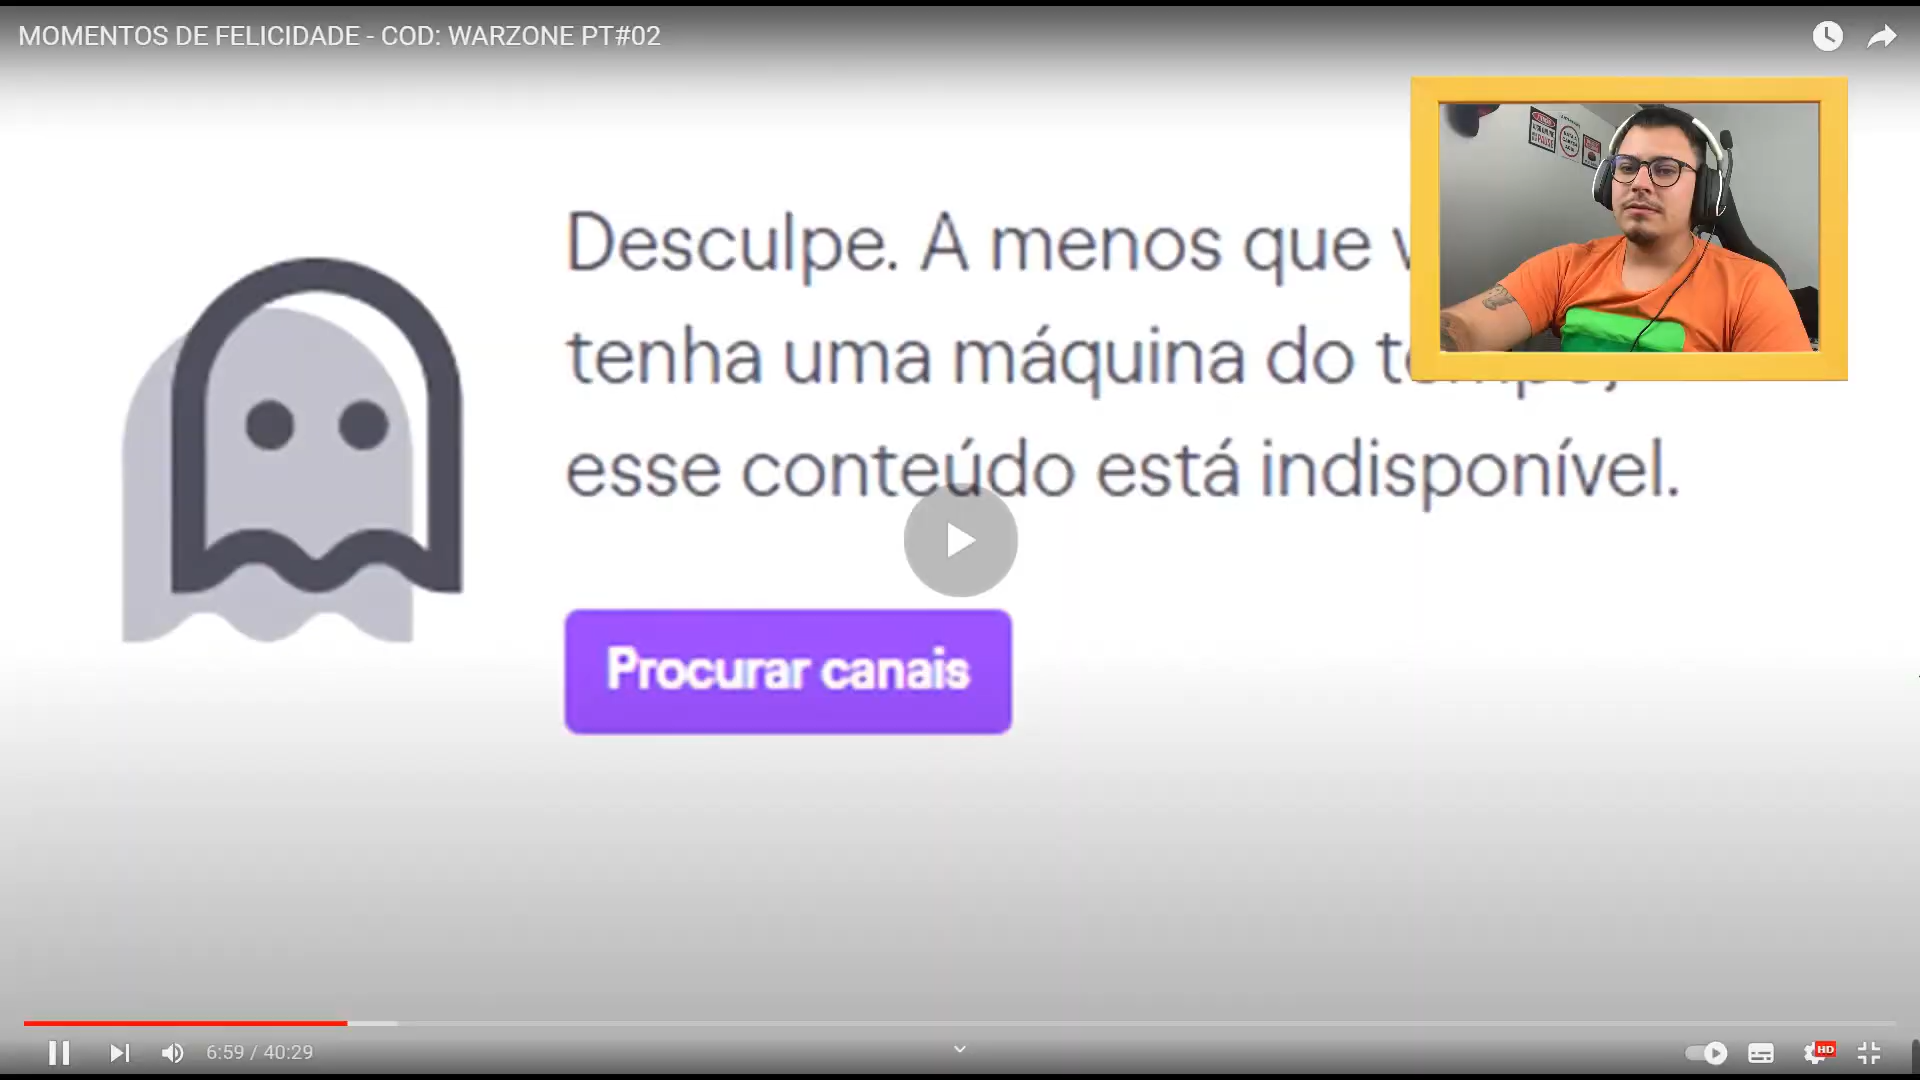 MOMENTOS DE FELICIDADE - COD: WARZONE PT#02
Desculpe. A menos que
tenha uma máquina do
esse conteúdo está indisponível.
Procurar canais
6:59 / 40:29
HD